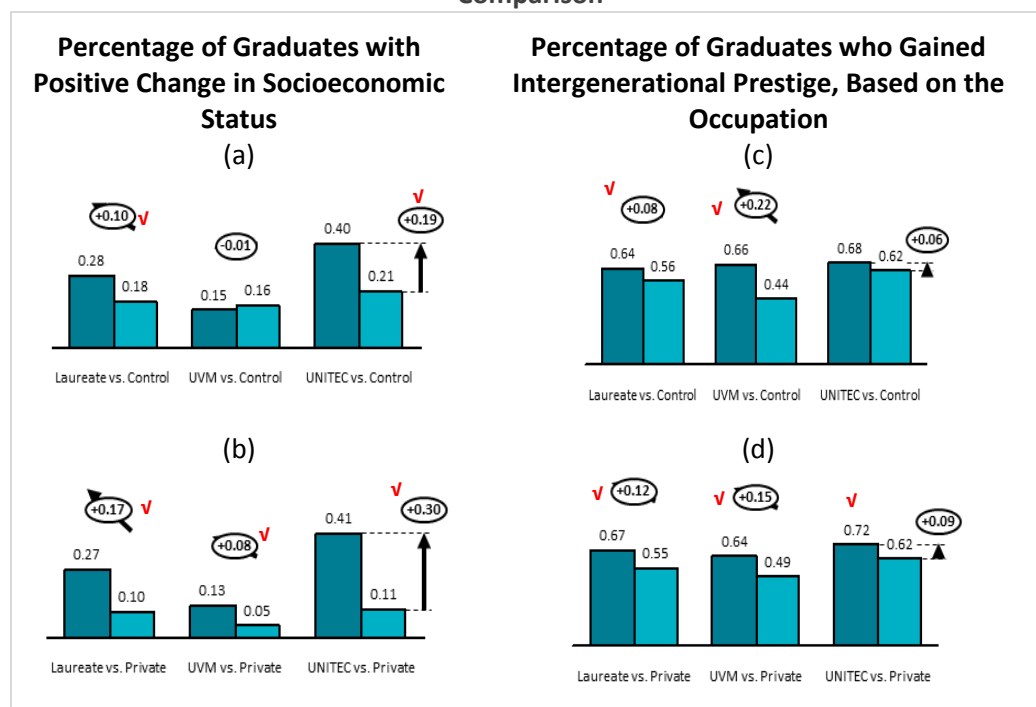 Comparison
Percentage of Graduates with
Positive Change in Socioeconomic
Status
(a)
+0.10 √
-0.01
√
+0.19
0.28
0.18
0.15
0.16
0.40
0.21
Laureate vs. Control
UVM vs. Control
UNITEC vs. Control
(b)
+0.17 √
+0.08 √
√ +0.30
0.27
0.10
0.13
0.05
0.41
0.11
Laureate vs. Private
UVM vs. Private
UNITEC vs. Private
Percentage of Graduates who Gained
Intergenerational Prestige, Based on the
Occupation
(c)
√ +0.08
√ +0.22
+0.06
0.64
0.56
0.66
0.44
0.68
0.62
Laureate vs. Control
UVM vs. Control
UNITEC vs. Control
(d)
√ +0.12
√ +0.15
√
+0.09
0.67
0.55
0.64
0.49
0.72
0.62
Laureate vs. Private
UVM vs. Private
UNITEC vs. Private